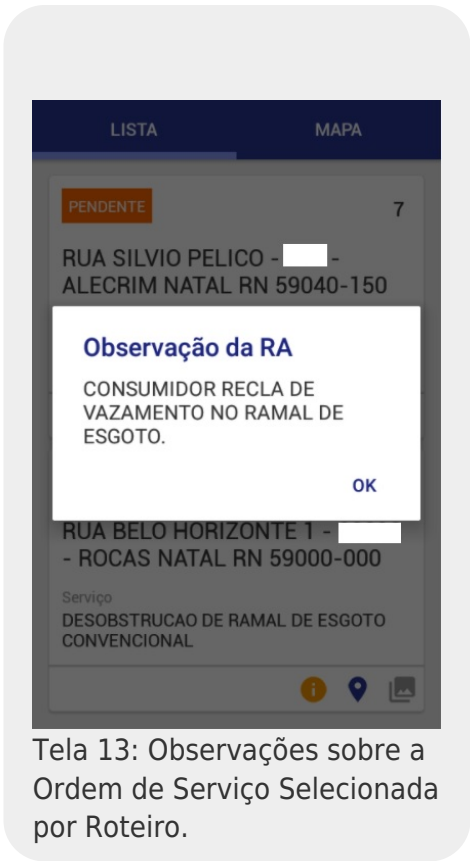 LISTA MAPA
PENDENTE 7
RUA SILVIO PELICO - -
ALECRIM NATAL RN 59040-150
Observação da RA
CONSUMIDOR RECLA DE
VAZAMENTO NO RAMAL DE
ESGOTO.
OK
RUA BELO HORIZONTE 1 -
- ROCAS NATAL RN 59000-000
Serviço
DESOBSTRUCAO DE RAMAL DE ESGOTO
CONVENCIONAL
Tela 13: Observações sobre a
Ordem de Serviço Selecionada
por Roteiro.